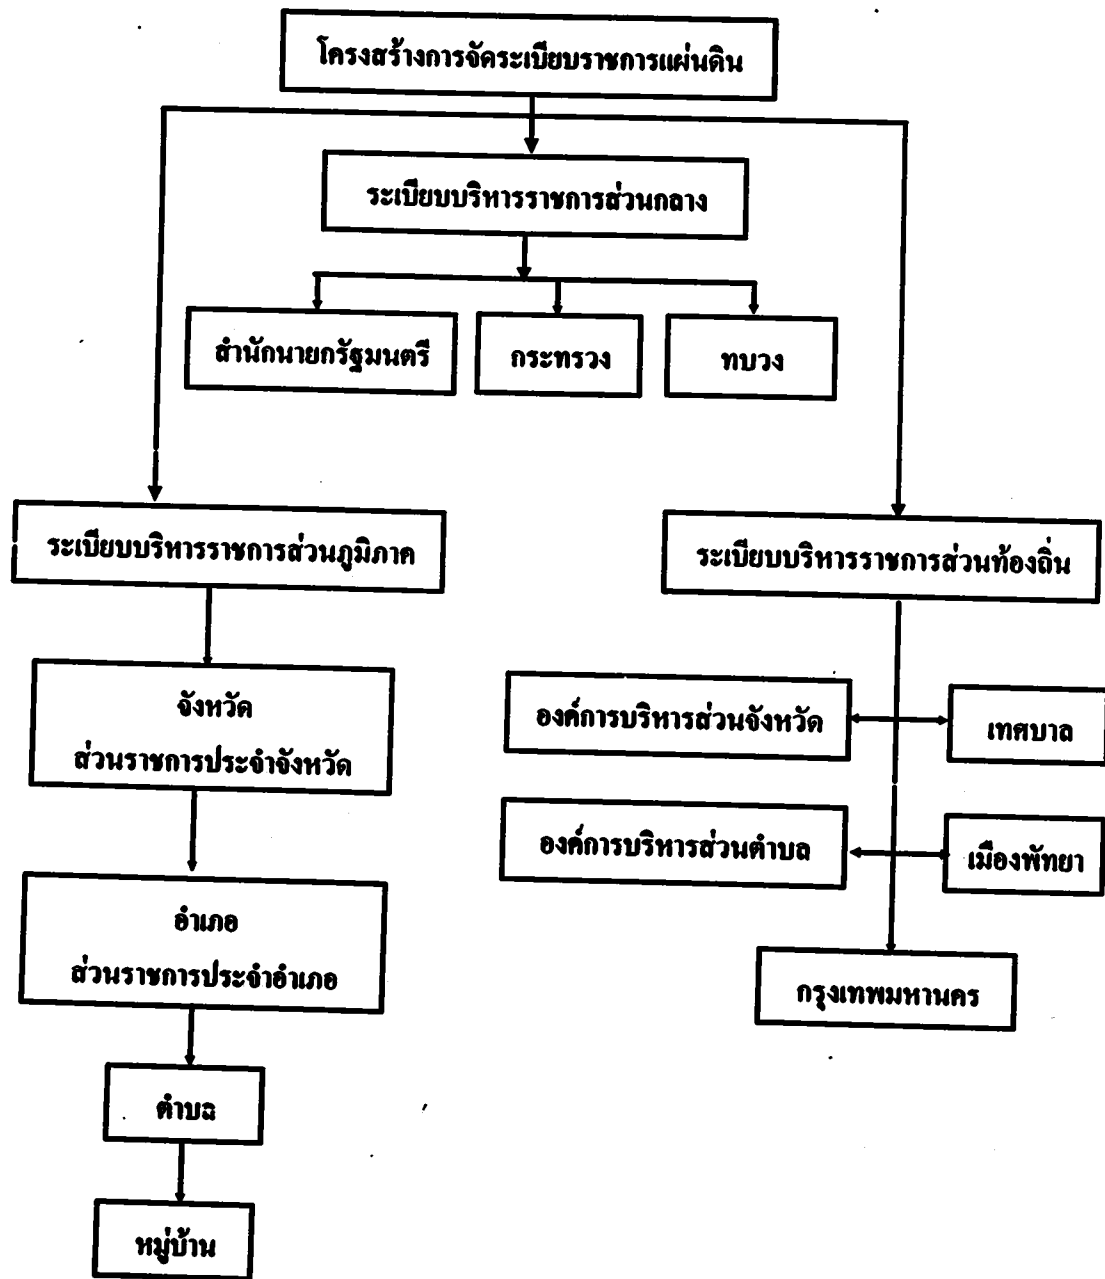 โครงสร้างการจัดระเบียบราชการแผ่นดิน
ระเบียบบริหารราชการส่วนกลาง
สำนักนายกรัฐมนตรี
กระทรวง
ทบวง
ระเบียบบริหารราชการส่วนภูมิภาค
จังหวัด
ส่วนราชการประจำจังหวัด
อำเภอ
ส่วนราชการประจำอำเภอ
ตำบล
หมู่บ้าน
ระเบียบบริหารราชการส่วนท้องถิ่น
องค์การบริหารส่วนจังหวัด
เทศบาล
องค์การบริหารส่วนตำบล
เมืองพัทยา
กรุงเทพมหานคร